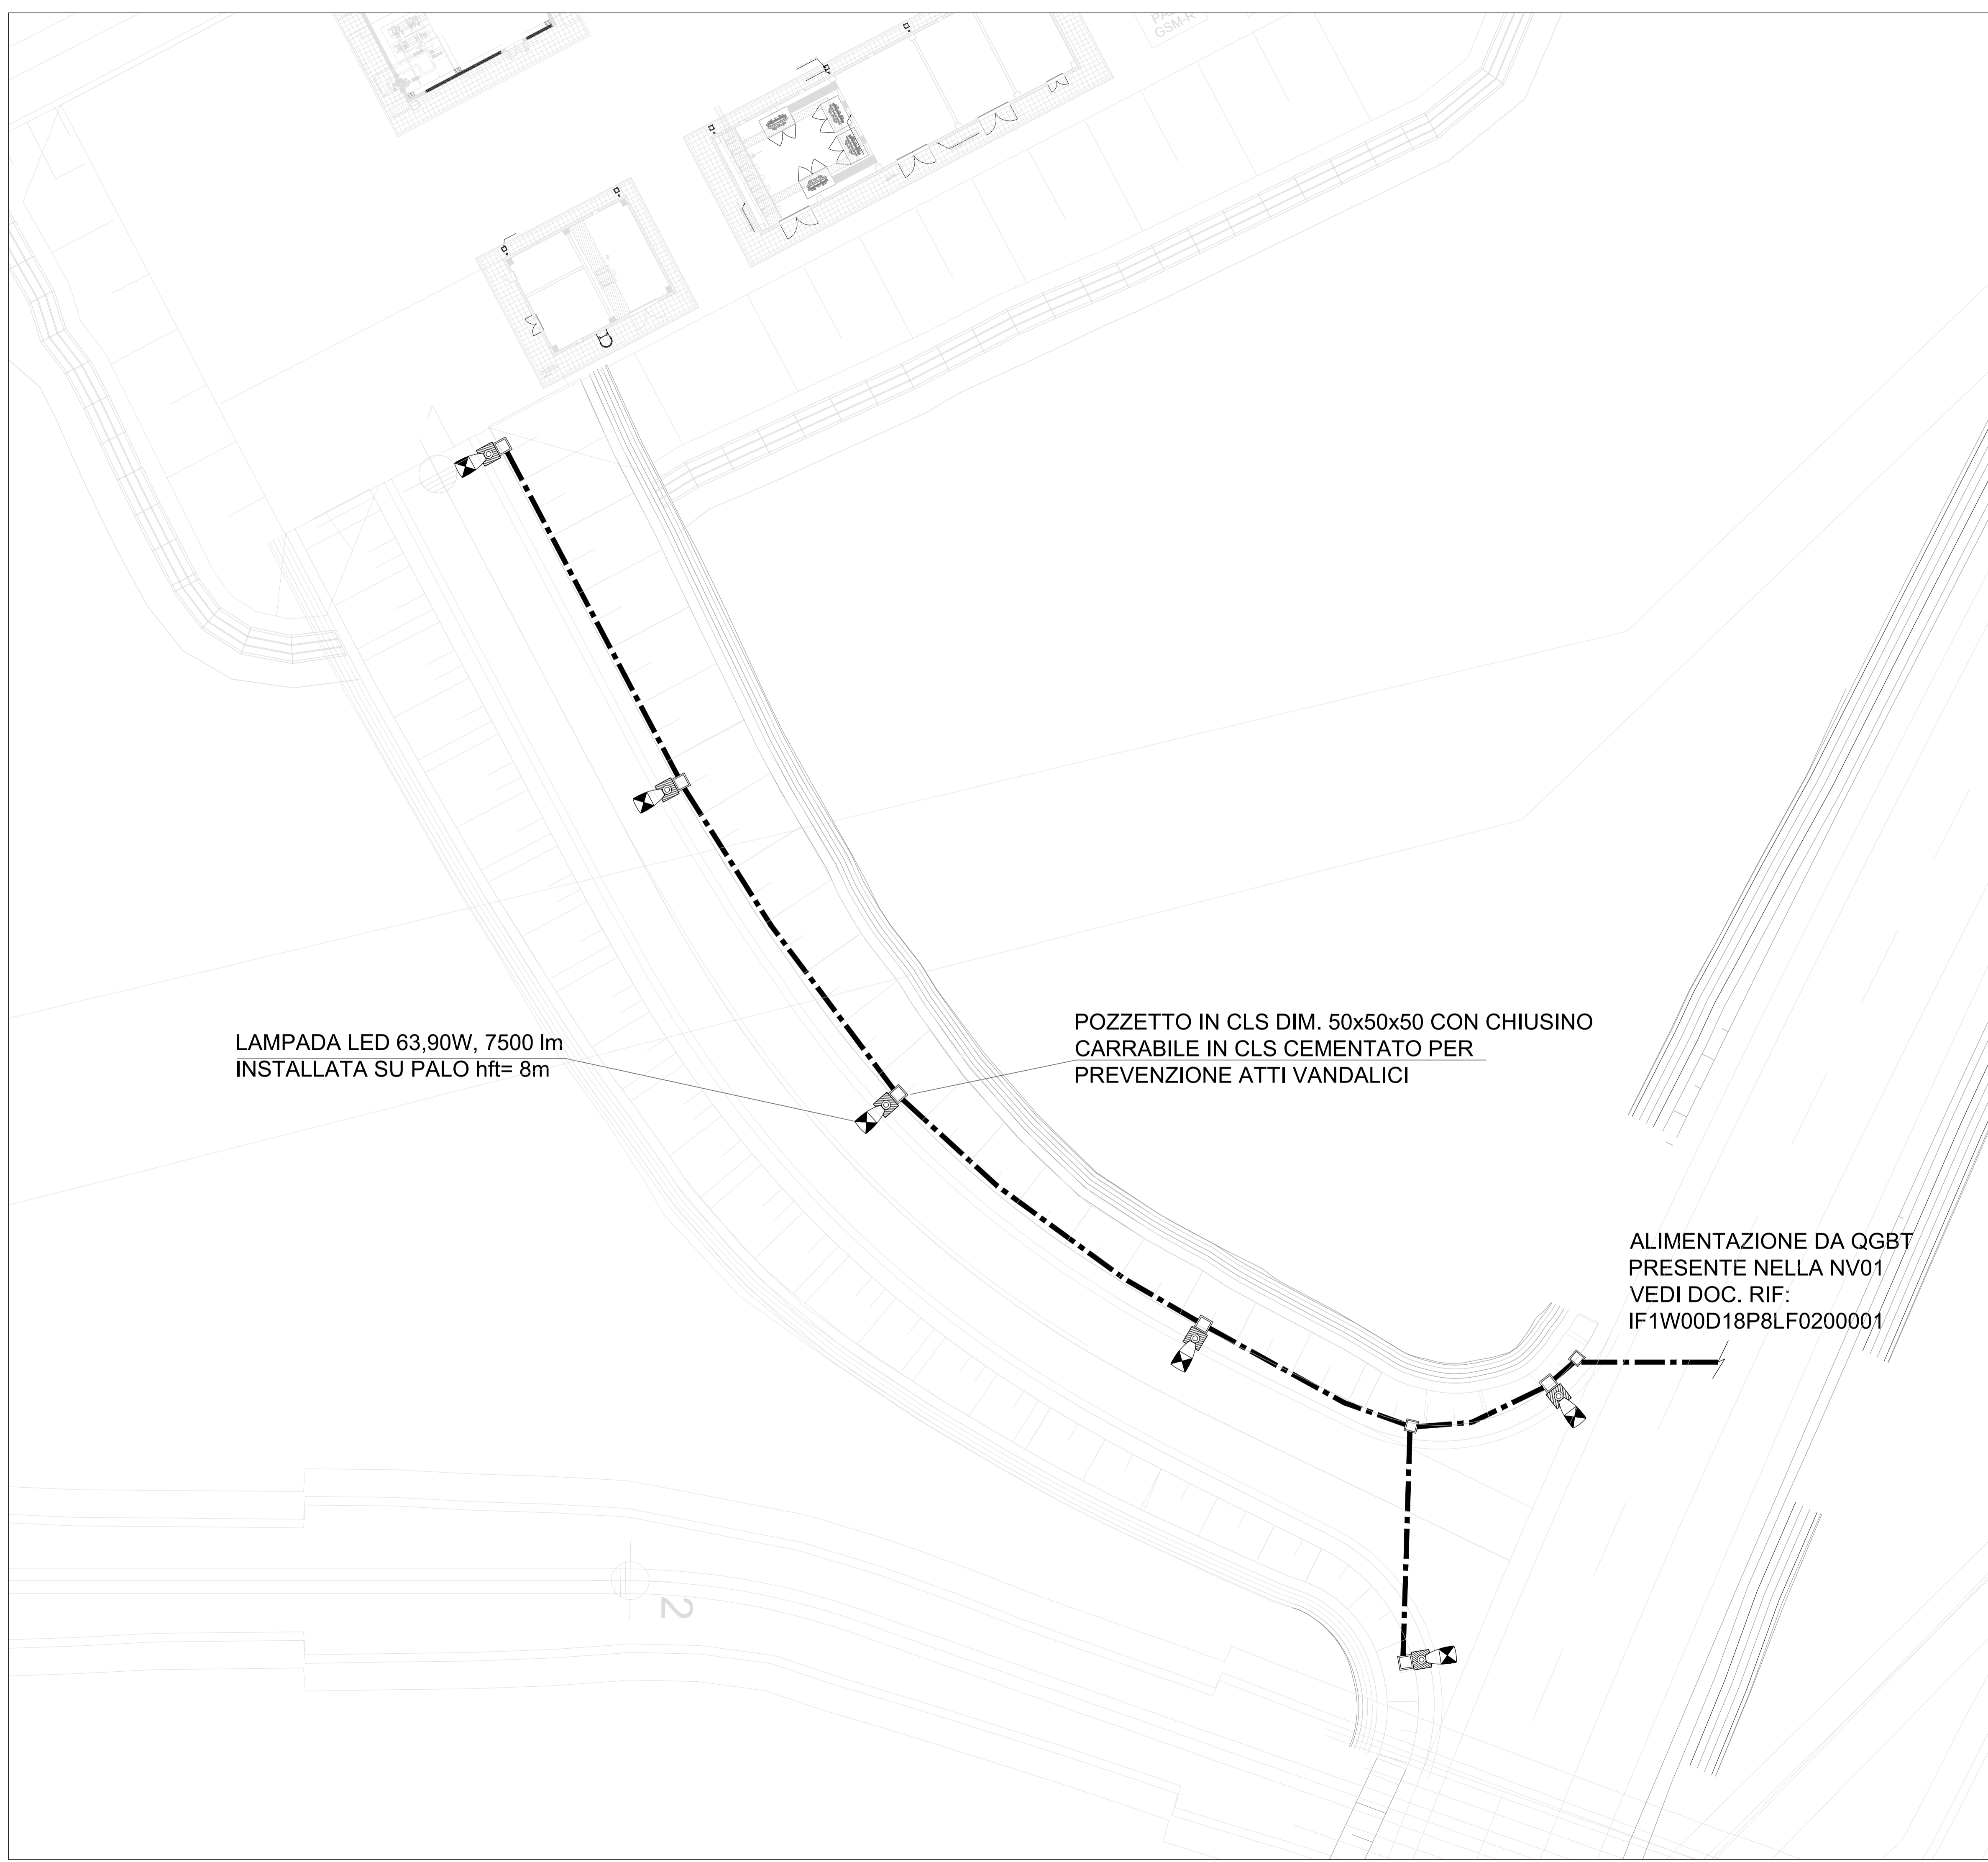 GSM-R
LAMPADA LED 63,90W, 7500 lm
INSTALLATA SU PALO hft= 8m
POZZETTO IN CLS DIM. 50x50x50 CON CHIUSINO
CARRABILE IN CLS CEMENTATO PER
PREVENZIONE ATTI VANDALICI
ALIMENTAZIONE DA QGBT
PRESENTE NELLA NV01
VEDI DOC. RIF:
IF1W00D18P8LF0200001
2